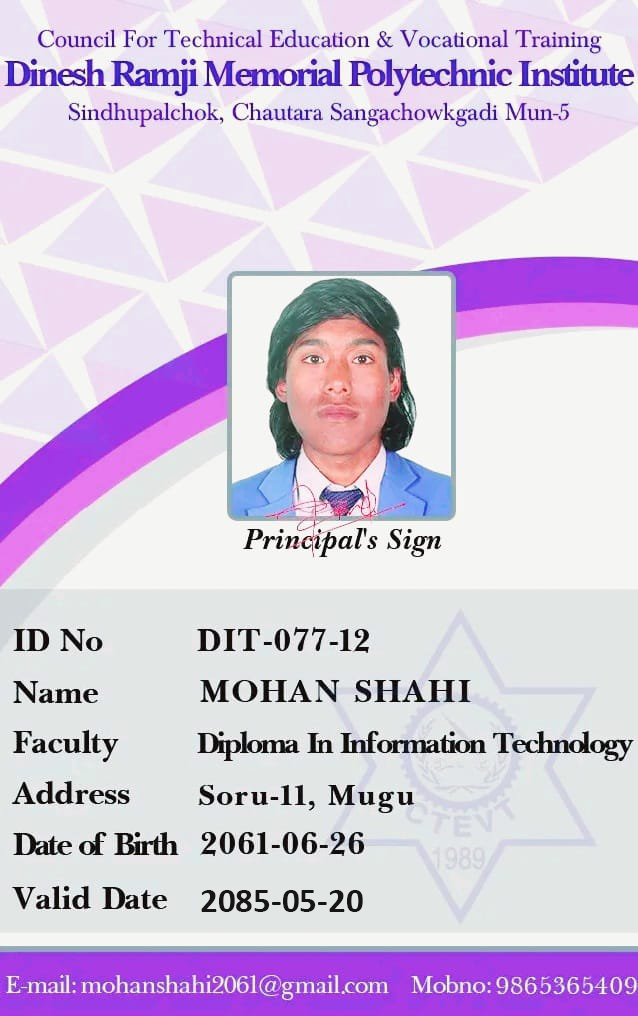 Council For Technical Education & Vocational Training
Dinesh Ramji Memorial Polytechnic Institute
Sindhupalchok, Chautara Sangachowkgadi Mun-5
Principal's Sign
ID No DIT-077-12
Name MOHAN SHAHI
Faculty Diploma In Information Technology
Address Soru-11, Mugu
Date of Birth 2061-06-26
Valid Date 2085-05-20
CTEVT
1989
E-mail: mohanshahi2061@gmail.com Mobno: 9865365409